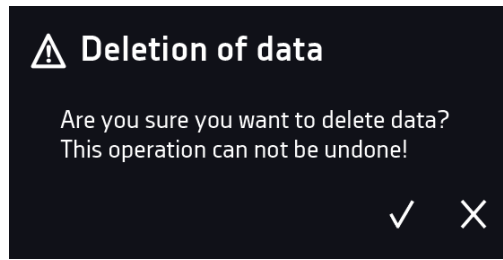 Deletion of data
Are you sure you want to delete data?
This operation can not be undone!